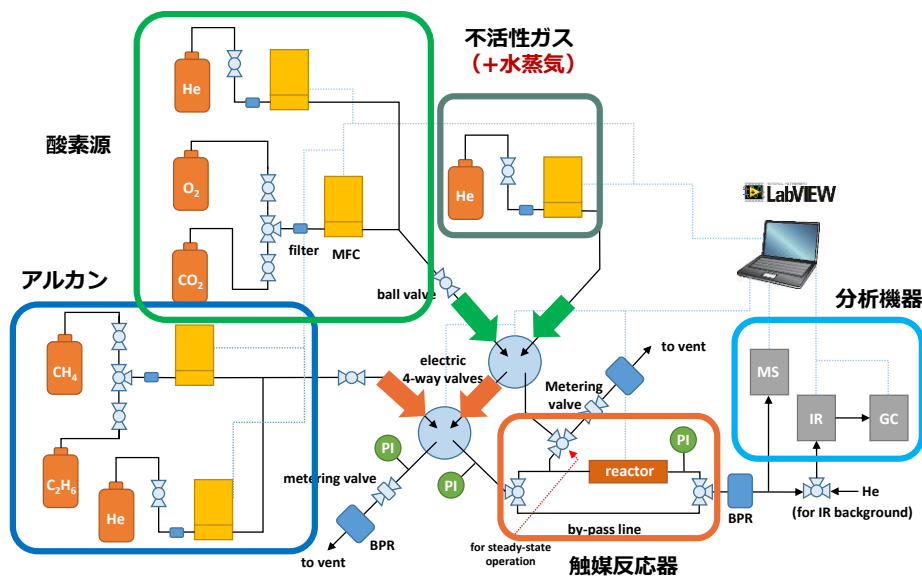 不活性ガス
(+水蒸気)
酸素源
He
O2
CO2
filter
MFC
ball valve
He
LabVIEW
分析機器
MS
IR
GC
He
(for IR background)
アルカン
CH4
C2H6
He
electric
4-way valves
to vent
Metering
valve
PI
PI
PI
metering valve
BPR
to vent
reactor
by-pass line
for steady-state
operation
触媒反応器
BPR